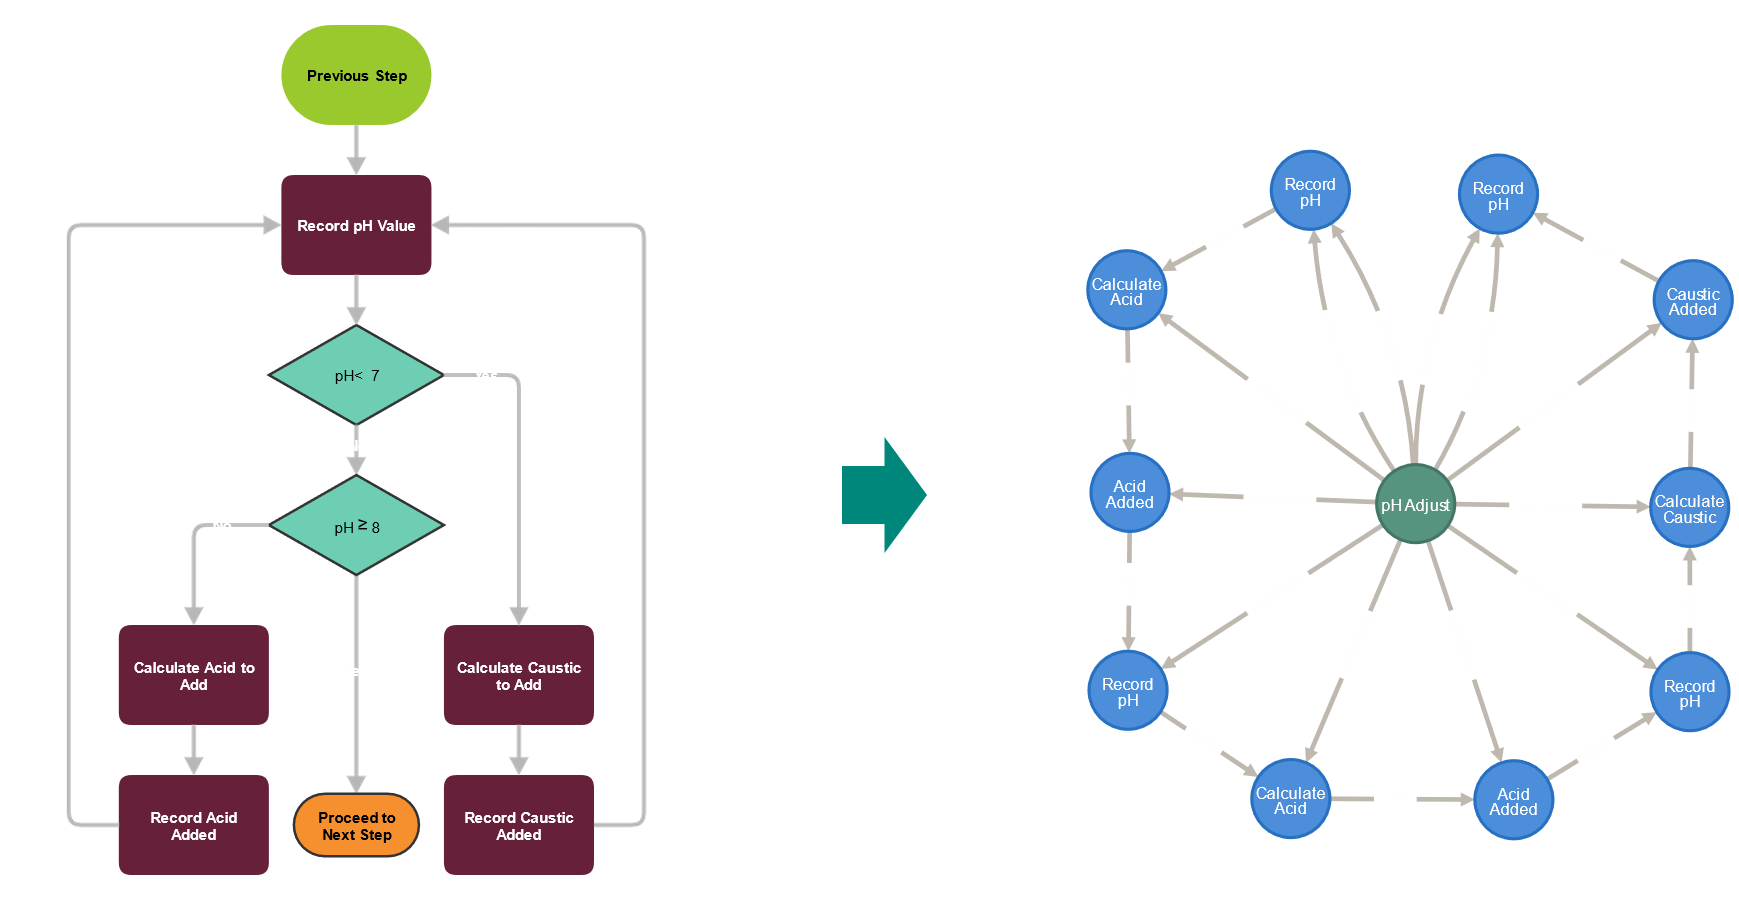 Previous Step
Record pH Value
pH< 7
Yes
pH ≥ 8
No
Calculate Acid to
Add
Calculate Caustic
to Add
Record Acid
Added
Proceed to
Next Step
Record Caustic
Added
Record
pH
Record
pH
Calculate
Acid
Caustic
Added
Acid
Added
pH Adjust
Calculate
Caustic
Record
pH
Record
pH
Calculate
Acid
Acid
Added